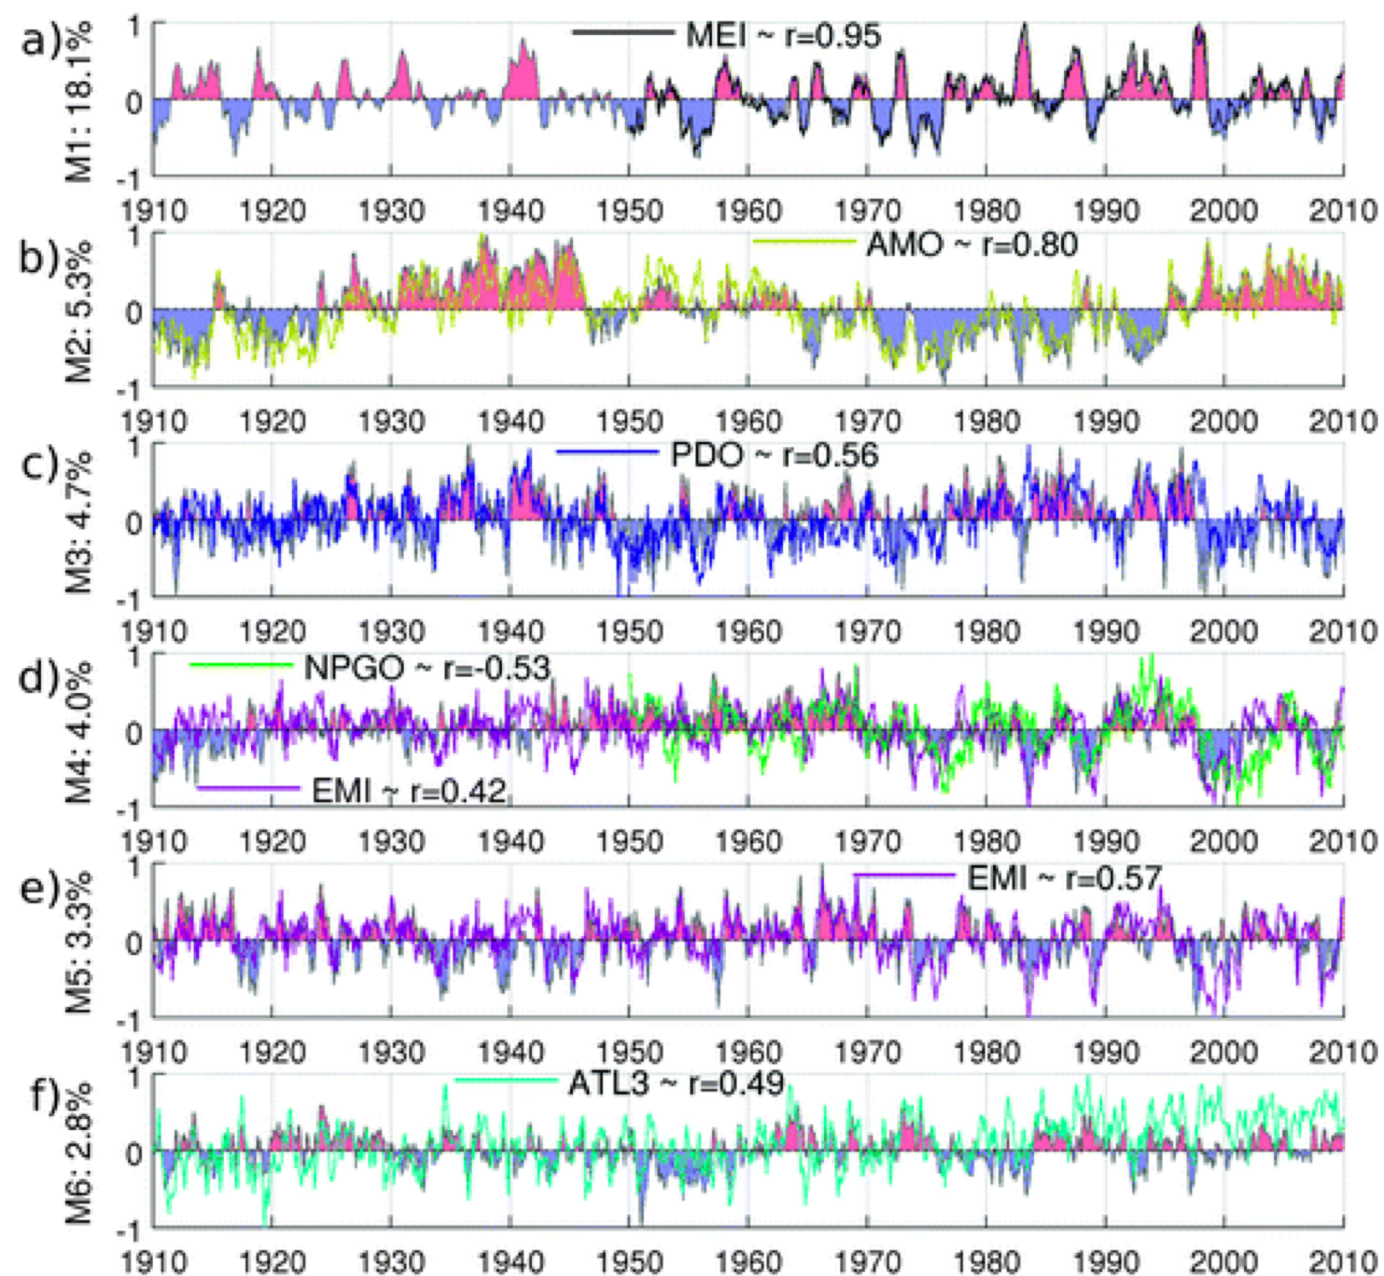 a)
M1: 18.1%
MEI ~ r=0.95
1
0
-1
1910 1920 1930 1940 1950 1960 1970 1980 1990 2000 2010
b)
M2: 5.3%
AMO ~ r=0.80
1
0
-1
1910 1920 1930 1940 1950 1960 1970 1980 1990 2000 2010
c)
M3: 4.7%
PDO ~ r=0.56
1
0
-1
1910 1920 1930 1940 1950 1960 1970 1980 1990 2000 2010
d)
M4: 4.0%
NPGO ~ r=-0.53
EMI ~ r=0.42
1
0
-1
1910 1920 1930 1940 1950 1960 1970 1980 1990 2000 2010
e)
M5: 3.3%
EMI ~ r=0.57
1
0
-1
1910 1920 1930 1940 1950 1960 1970 1980 1990 2000 2010
f)
M6: 2.8%
ATL3 ~ r=0.49
1
0
-1
1910 1920 1930 1940 1950 1960 1970 1980 1990 2000 2010